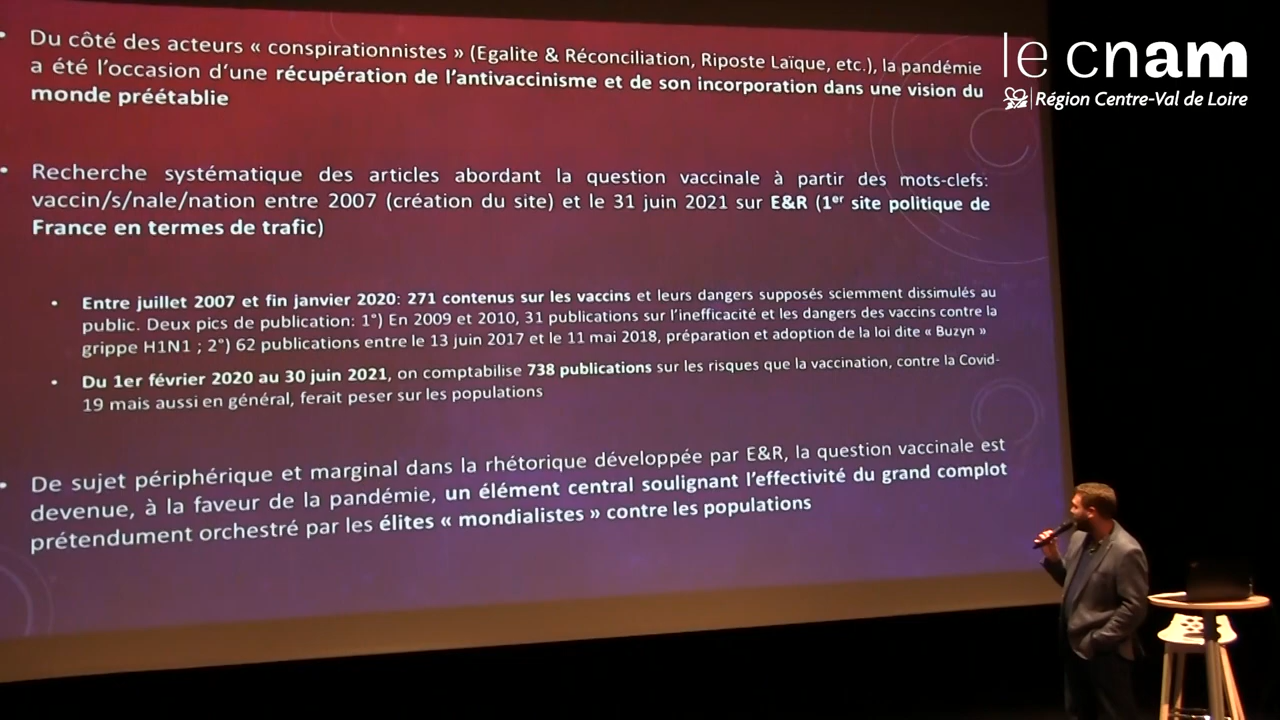 • Du côté des acteurs « conspirationnistes » (Egalite & Réconciliation, Riposte Laïque, etc.), la pandémie
a été l'occasion d'une récupération de l'antivaccinisme et de son incorporation dans une vision du
monde préétablie
• Recherche systématique des articles abordant la question vaccinale à partir des mots-clefs:
vaccin/s/nale/nation entre 2007 (création du site) et le 31 juin 2021 sur E&R (1er site politique de
France en termes de trafic)
• Entre juillet 2007 et fin janvier 2020: 271 contenus sur les vaccins et leurs dangers supposés sciemment dissimulés au
public. Deux pics de publication: 1°) En 2009 et 2010, 31 publications sur l'inefficacité et les dangers des vaccins contre la
grippe H1N1 ; 2°) 62 publications entre le 13 juin 2017 et le 11 mai 2018, préparation et adoption de la loi dite « Buzyn »
• Du 1er février 2020 au 30 juin 2021, on comptabilise 738 publications sur les risques que la vaccination, contre la Covid-
19 mais aussi en général, ferait peser sur les populations
• De sujet périphérique et marginal dans la rhétorique développée par E&R, la question vaccinale est
devenue, à la faveur de la pandémie, un élément central soulignant l'effectivité du grand complot
prétendument orchestré par les élites « mondialistes » contre les populations
le cnam
Région Centre-Val de Loire